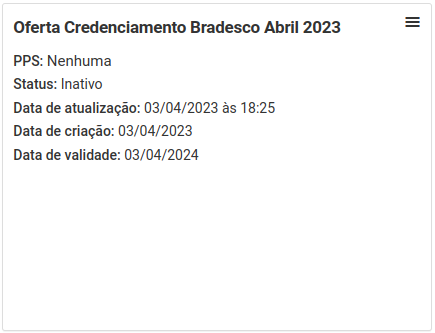 Oferta Credenciamento Bradesco Abril 2023
PPS: Nenhuma
Status: Inativo
Data de atualização: 03/04/2023 às 18:25
Data de criação: 03/04/2023
Data de validade: 03/04/2024